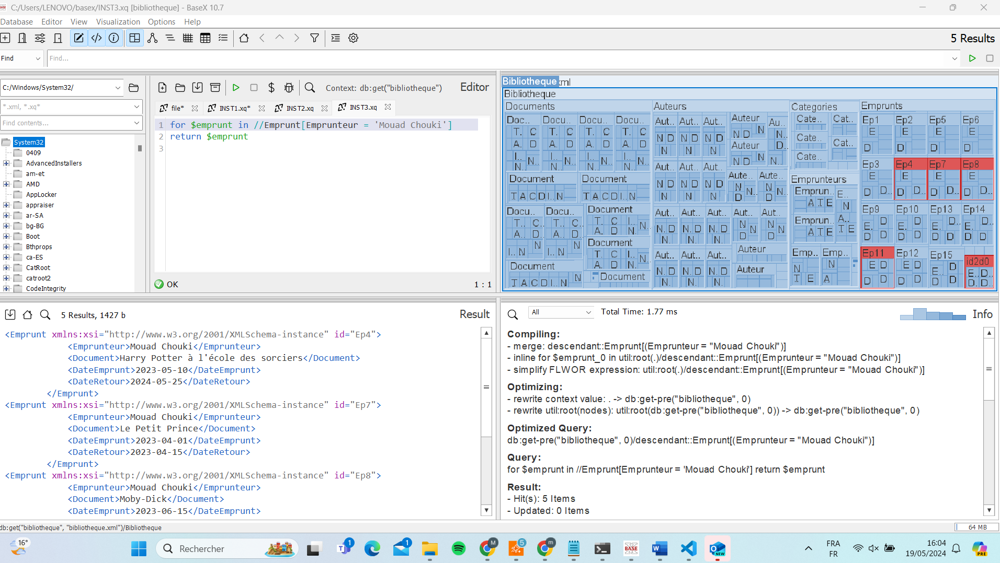 C:/Users/LENOVO/basex/INST3.xq [bibliotheque] - BaseX 10.7
Database Editor View Visualization Options Help
5 Results
Find
Find...
C:/Windows/System32/
*.xml, *.xq*
Find contents...
System32
0409
AdvancedInstallers
am-et
AMD
AppLocker
appraiser
ar-SA
bg-BG
Boot
Bthprops
ca-ES
CatRoot
catroot2
CodeIntegrity
Context: db:get("bibliotheque")
Editor
file* INST1.xq* INST2.xq INST3.xq
1 for $emprunt in //Emprunt[Emprunteur = 'Mouad Chouki']
2 return $emprunt
3
OK
1 : 1
Bibliotheque
Bibliotheque
Documents
Doc.. Docu.. Docu.. Docu..
Document Document
Docu.. Docu.. Document
Document
Document Document
Auteurs
Aut.. Aut.. Aut.. Auteur Au..
Auteur
Aut.. Aut.. Aut.. Aute.. Aute..
Aut.. Aut.. Aut.. Aut.. Aut..
Auteur
Aut.. Aut.. Aut.. Auteur
Categories
Cate.. Cat..
Cate.. Cat..
Cate..
Emprunteurs
Emprun.. E..
Emprun..
Emp.. Emp..
Emprunts
Ep1 Ep2 Ep5 Ep6
Ep3 Ep4 Ep7 Ep8
Ep9 Ep10 Ep13 Ep14
Ep11 Ep12 Ep15 id2d0
5 Results, 1427 b
Result
<Emprunt xmlns:xsi="http://www.w3.org/2001/XMLSchema-instance" id="Ep4">
<Emprunteur>Mouad Chouki</Emprunteur>
<Document>Harry Potter à l'école des sorciers</Document>
<DateEmprunt>2023-05-10</DateEmprunt>
<DateRetour>2024-05-25</DateRetour>
</Emprunt>
<Emprunt xmlns:xsi="http://www.w3.org/2001/XMLSchema-instance" id="Ep7">
<Emprunteur>Mouad Chouki</Emprunteur>
<Document>Le Petit Prince</Document>
<DateEmprunt>2023-04-01</DateEmprunt>
<DateRetour>2023-04-15</DateRetour>
</Emprunt>
<Emprunt xmlns:xsi="http://www.w3.org/2001/XMLSchema-instance" id="Ep8">
<Emprunteur>Mouad Chouki</Emprunteur>
<Document>Moby-Dick</Document>
<DateEmprunt>2023-06-15</DateEmprunt>
All
Total Time: 1.77 ms
Info
Compiling:
- merge: descendant::Emprunt[(Emprunteur = "Mouad Chouki")]
- inline for $emprunt_0 in util:root(.)/descendant::Emprunt[(Emprunteur = "Mouad Chouki")]
- simplify FLWOR expression: util:root(.)/descendant::Emprunt[(Emprunteur = "Mouad Chouki")]
Optimizing:
- rewrite context value: . -> db:get-pre("bibliotheque", 0)
- rewrite util:root(nodes): util:root(db:get-pre("bibliotheque", 0)) -> db:get-pre("bibliotheque", 0)
Optimized Query:
db:get-pre("bibliotheque", 0)/descendant::Emprunt[(Emprunteur = "Mouad Chouki")]
Query:
for $emprunt in //Emprunt[Emprunteur = 'Mouad Chouki'] return $emprunt
Result:
- Hit(s): 5 Items
- Updated: 0 Items
db:get("bibliotheque", "bibliotheque.xml")/Bibliotheque
64 MB
16°
Rechercher
FRA
FR
16:04
19/05/2024